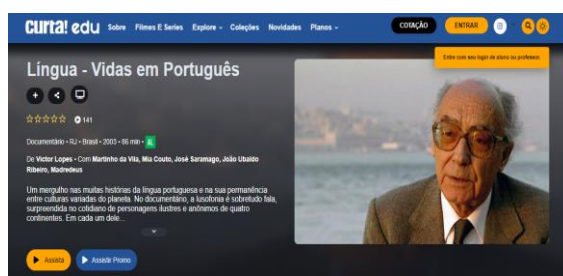 CURTA! edu Sobre Filmes E Series Explore Coleções Novidades Planos COTAÇÃO ENTRAR
Entre com seu login de aluno ou professor.
Língua - Vidas em Português
141
Documentário • RJ • Brasil • 2003 • 86 min • AL
De Victor Lopes • Com Martinho da Vila, Mia Couto, José Saramago, João Ubaldo
Ribeiro, Madredeus
Um mergulho nas muitas histórias da língua portuguesa e na sua permanência
entre culturas variadas do planeta. No documentário, a lusofonia é sobretudo fala,
surpreendida no cotidiano de personagens ilustres e anônimos de quatro
continentes. Em cada um dele...
Assista Assistir Promo